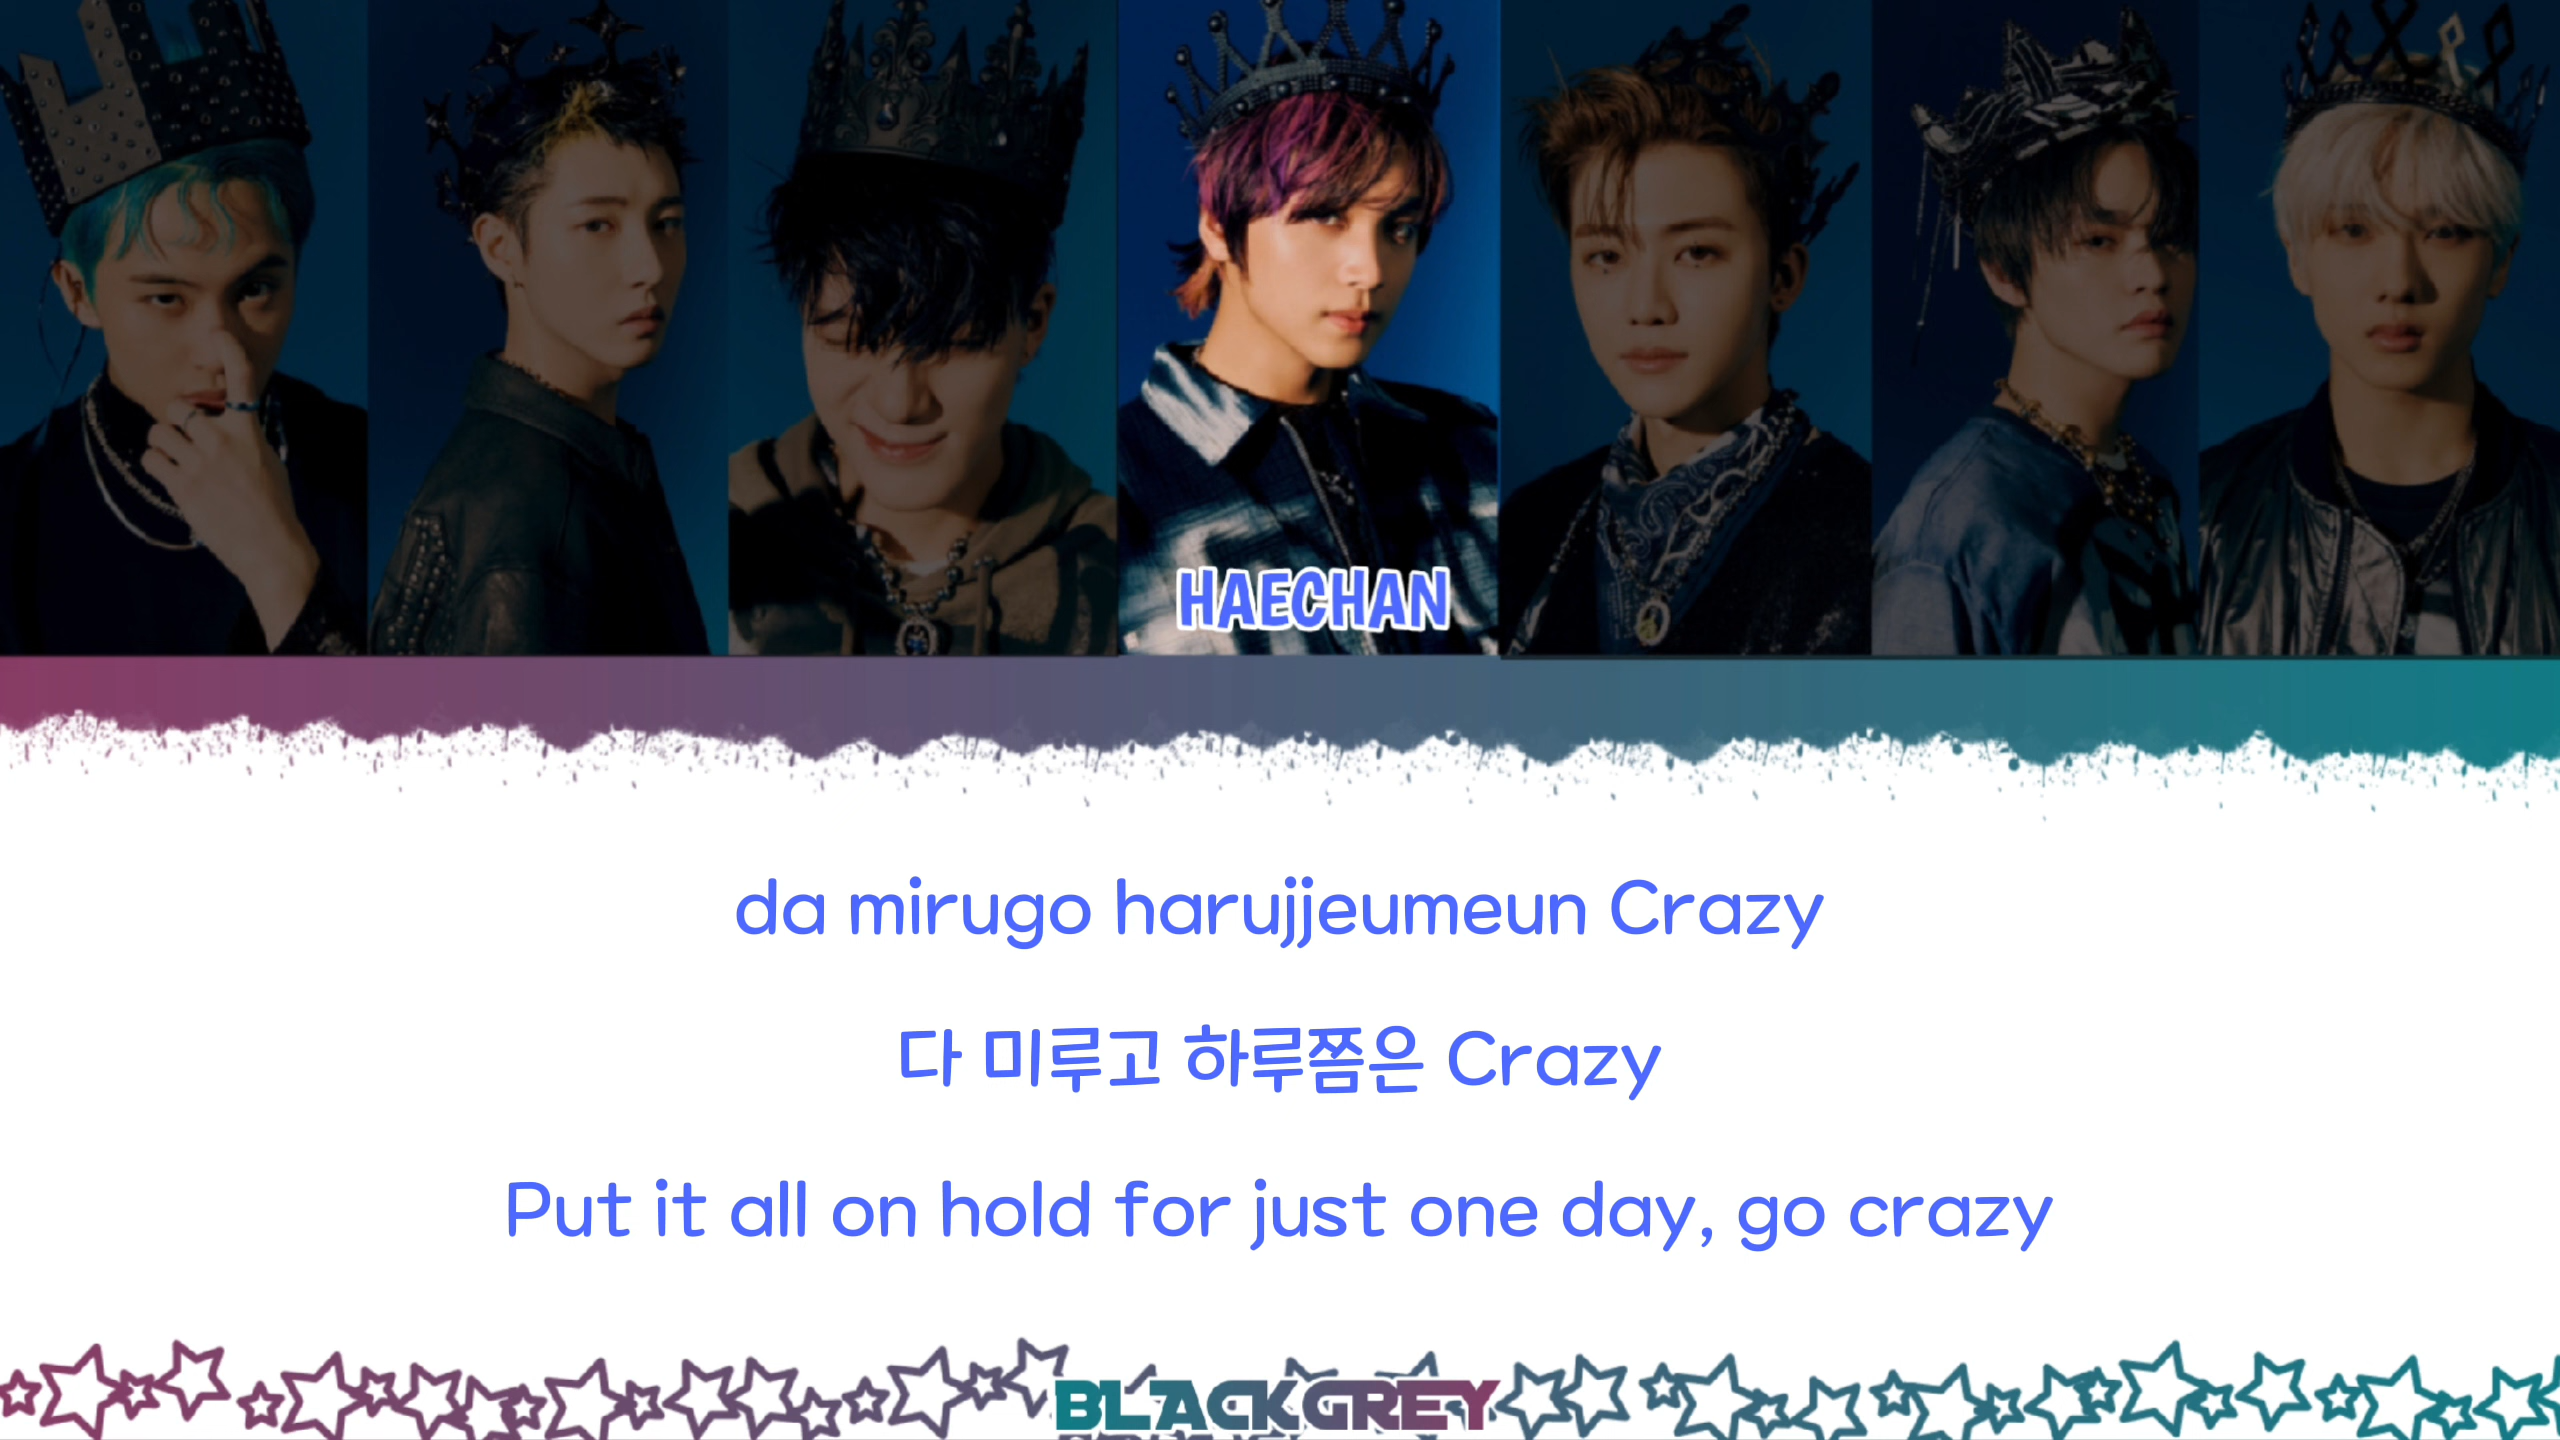 HAECHAN
da mirugo harujjeumeun Crazy
다 미루고 하루쯤은 Crazy
Put it all on hold for just one day, go crazy
BLACKGREY